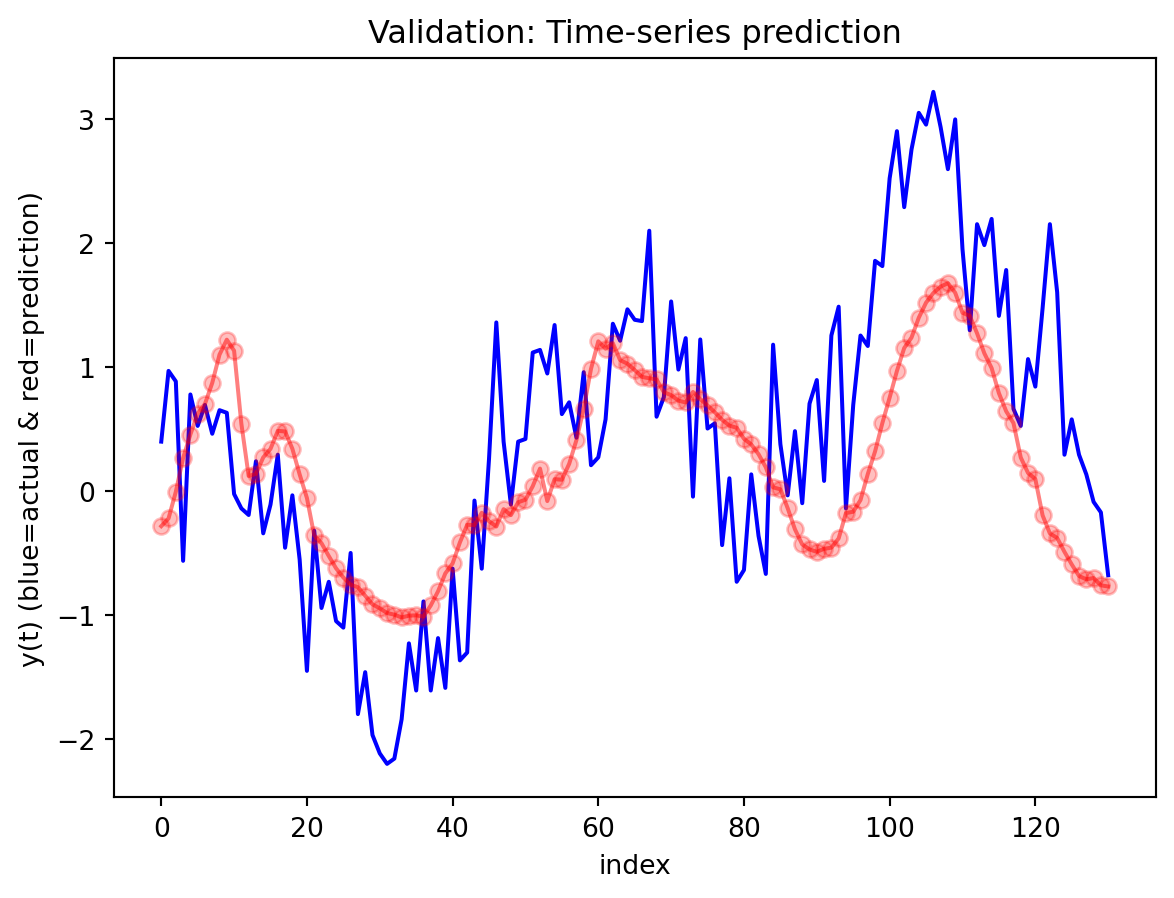 Validation: Time-series prediction
y(t) (blue=actual & red=prediction)
3
2
1
0
−1
−2
0 20 40 60 80 100 120
index